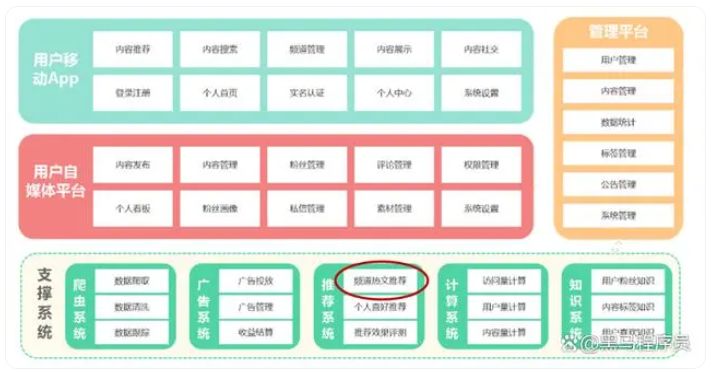 用户移
动App
内容推荐
内容搜索
频道管理
内容展示
内容社交
登录注册
个人首页
实名认证
个人中心
系统设置
用户自
媒体平台
内容发布
内容管理
粉丝管理
评论管理
权限管理
个人看板
粉丝画像
私信管理
素材管理
系统设置
管理平台
用户管理
内容管理
数据统计
标签管理
公告管理
系统管理
支撑系统
爬虫系统
数据爬取
数据清洗
数据跟踪
广告系统
广告投放
广告管理
收益结算
推荐系统
频道热文推荐
个人喜好推荐
推荐效果评测
计算系统
访问量计算
用户量计算
内容量计算
知识系统
用户粉丝知识
内容标签知识
用户喜欢知识
@黑马程序员